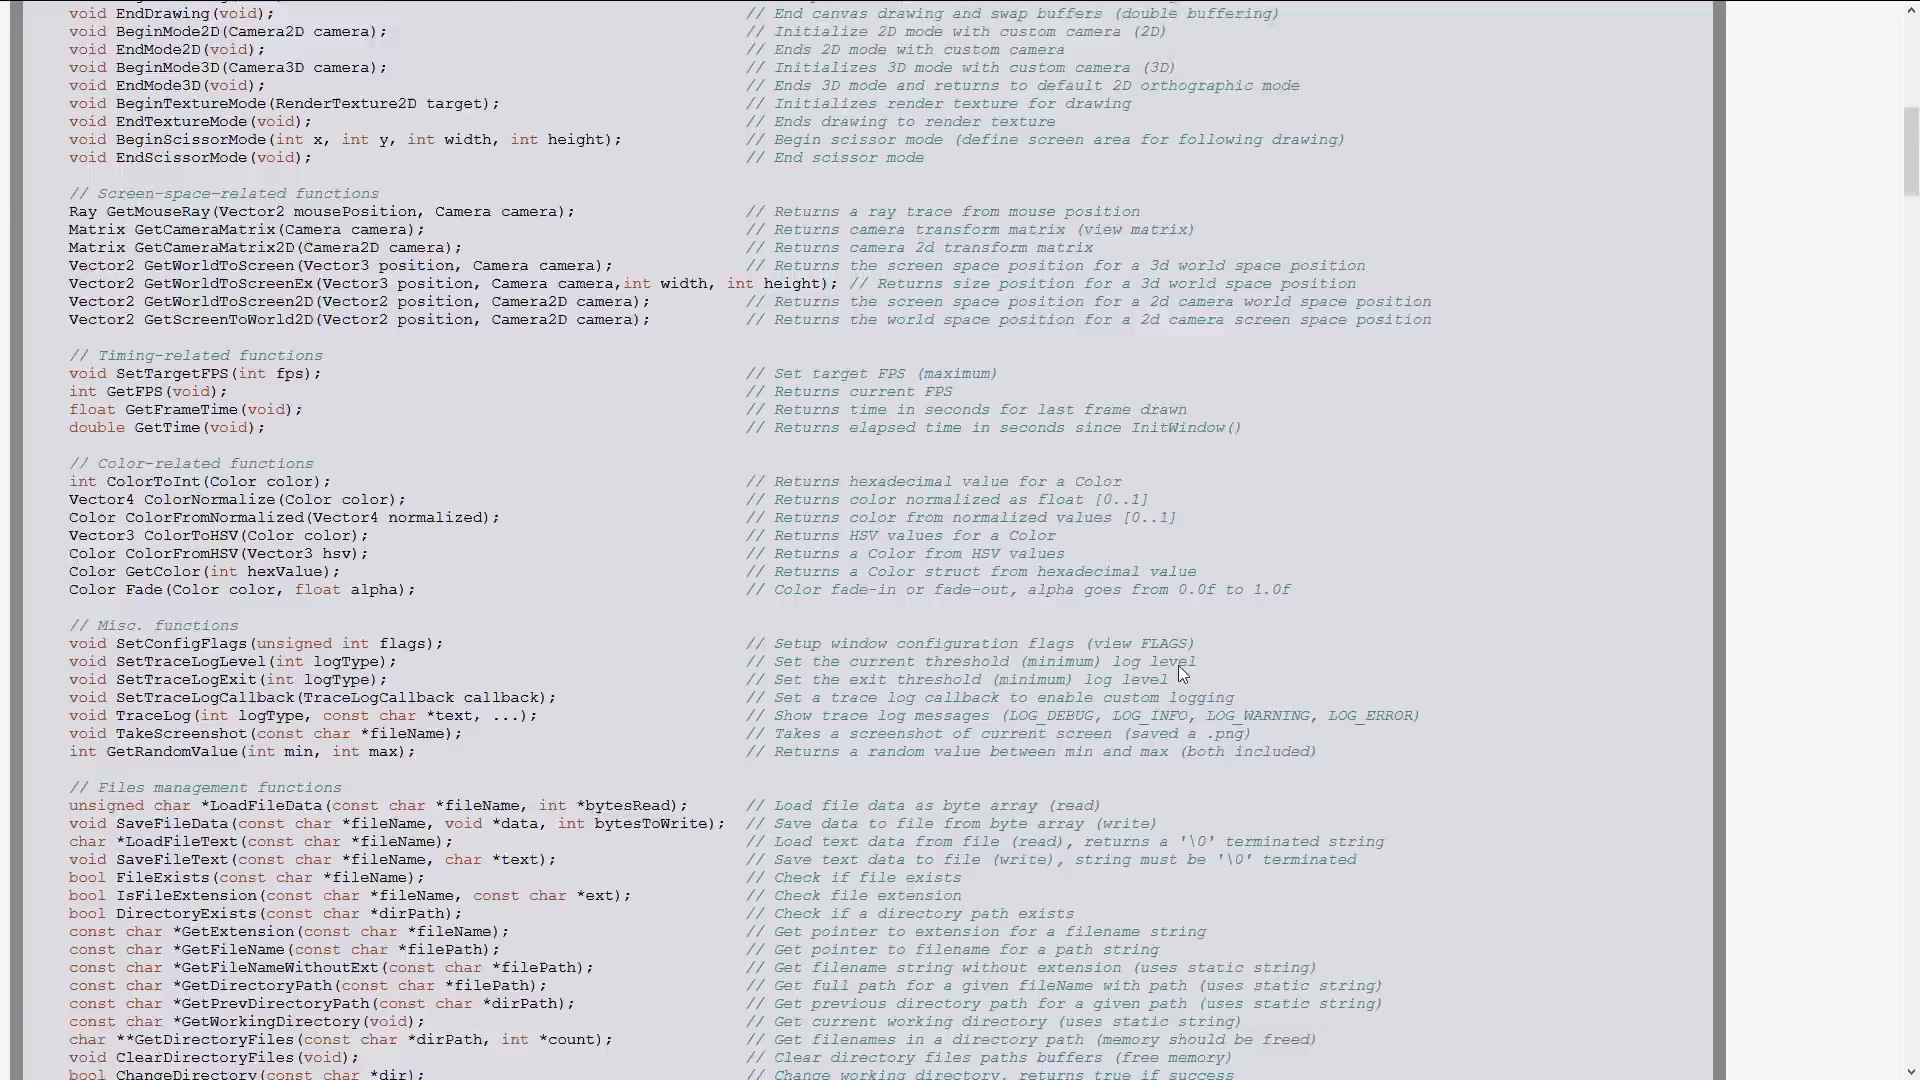 void EndDrawing(void); // End canvas drawing and swap buffers (double buffering)
void BeginMode2D(Camera2D camera); // Initialize 2D mode with custom camera (2D)
void EndMode2D(void); // Ends 2D mode with custom camera
void BeginMode3D(Camera3D camera); // Initializes 3D mode with custom camera (3D)
void EndMode3D(void); // Ends 3D mode and returns to default 2D orthographic mode
void BeginTextureMode(RenderTexture2D target); // Initializes render texture for drawing
void EndTextureMode(void); // Ends drawing to render texture
void BeginScissorMode(int x, int y, int width, int height); // Begin scissor mode (define screen area for following drawing)
void EndScissorMode(void); // End scissor mode
// Screen-space-related functions
Ray GetMouseRay(Vector2 mousePosition, Camera camera); // Returns a ray trace from mouse position
Matrix GetCameraMatrix(Camera camera); // Returns camera transform matrix (view matrix)
Matrix GetCameraMatrix2D(Camera2D camera); // Returns camera 2d transform matrix
Vector2 GetWorldToScreen(Vector3 position, Camera camera); // Returns the screen space position for a 3d world space position
Vector2 GetWorldToScreenEx(Vector3 position, Camera camera,int width, int height); // Returns size position for a 3d world space position
Vector2 GetWorldToScreen2D(Vector2 position, Camera2D camera); // Returns the screen space position for a 2d camera world space position
Vector2 GetScreenToWorld2D(Vector2 position, Camera2D camera); // Returns the world space position for a 2d camera screen space position
// Timing-related functions
void SetTargetFPS(int fps); // Set target FPS (maximum)
int GetFPS(void); // Returns current FPS
float GetFrameTime(void); // Returns time in seconds for last frame drawn
double GetTime(void); // Returns elapsed time in seconds since InitWindow()
// Color-related functions
int ColorToInt(Color color); // Returns hexadecimal value for a Color
Vector4 ColorNormalize(Color color); // Returns color normalized as float [0..1]
Color ColorFromNormalized(Vector4 normalized); // Returns color from normalized values [0..1]
Vector3 ColorToHSV(Color color); // Returns HSV values for a Color
Color ColorFromHSV(Vector3 hsv); // Returns a Color from HSV values
Color GetColor(int hexValue); // Returns a Color struct from hexadecimal value
Color Fade(Color color, float alpha); // Color fade-in or fade-out, alpha goes from 0.0f to 1.0f
// Misc. functions
void SetConfigFlags(unsigned int flags); // Setup window configuration flags (view FLAGS)
void SetTraceLogLevel(int logType); // Set the current threshold (minimum) log level
void SetTraceLogExit(int logType); // Set the exit threshold (minimum) log level
void SetTraceLogCallback(TraceLogCallback callback); // Set a trace log callback to enable custom logging
void TraceLog(int logType, const char *text, ...); // Show trace log messages (LOG_DEBUG, LOG_INFO, LOG_WARNING, LOG_ERROR)
void TakeScreenshot(const char *fileName); // Takes a screenshot of current screen (saved a .png)
int GetRandomValue(int min, int max); // Returns a random value between min and max (both included)
// Files management functions
unsigned char *LoadFileData(const char *fileName, int *bytesRead); // Load file data as byte array (read)
void SaveFileData(const char *fileName, void *data, int bytesToWrite); // Save data to file from byte array (write)
char *LoadFileText(const char *fileName); // Load text data from file (read), returns a '\0' terminated string
void SaveFileText(const char *fileName, char *text); // Save text data to file (write), string must be '\0' terminated
bool FileExists(const char *fileName); // Check if file exists
bool IsFileExtension(const char *fileName, const char *ext); // Check file extension
bool DirectoryExists(const char *dirPath); // Check if a directory path exists
const char *GetExtension(const char *fileName); // Get pointer to extension for a filename string
const char *GetFileName(const char *filePath); // Get pointer to filename for a path string
const char *GetFileNameWithoutExt(const char *filePath); // Get filename string without extension (uses static string)
const char *GetDirectoryPath(const char *filePath); // Get full path for a given fileName with path (uses static string)
const char *GetPrevDirectoryPath(const char *dirPath); // Get previous directory path for a given path (uses static string)
const char *GetWorkingDirectory(void); // Get current working directory (uses static string)
char **GetDirectoryFiles(const char *dirPath, int *count); // Get filenames in a directory path (memory should be freed)
void ClearDirectoryFiles(void); // Clear directory files paths buffers (free memory)
bool ChangeDirectory(const char *dir); // Change working directory, returns true if success